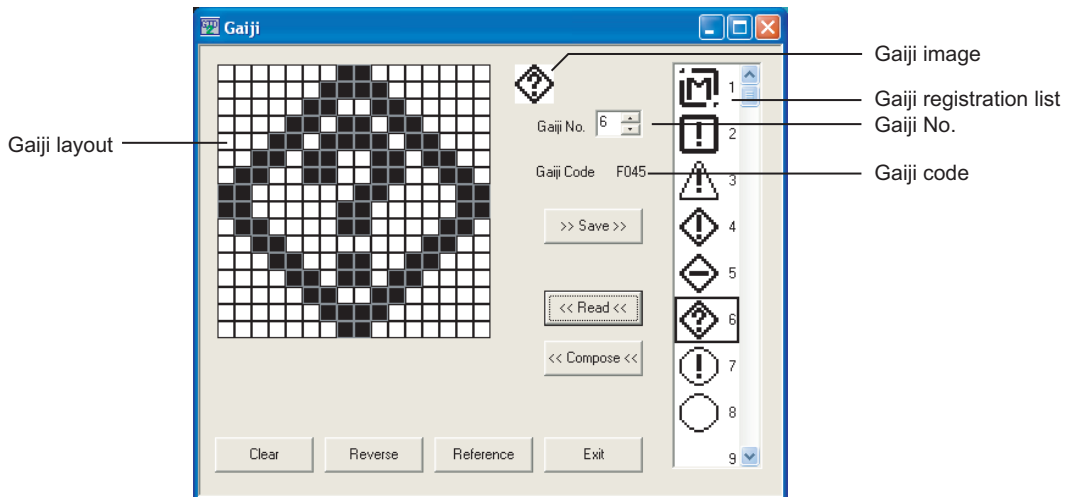 Gaiji
Gaiji layout
Gaiji image
Gaiji registration list
Gaiji No.
Gaiji code
Gaiji No. 6
Gaiji Code F045
>> Save >>
<< Read <<
<< Compose <<
Clear
Reverse
Reference
Exit
M 1
! 2
! 3
! 4
5
? 6
! 7
8
9